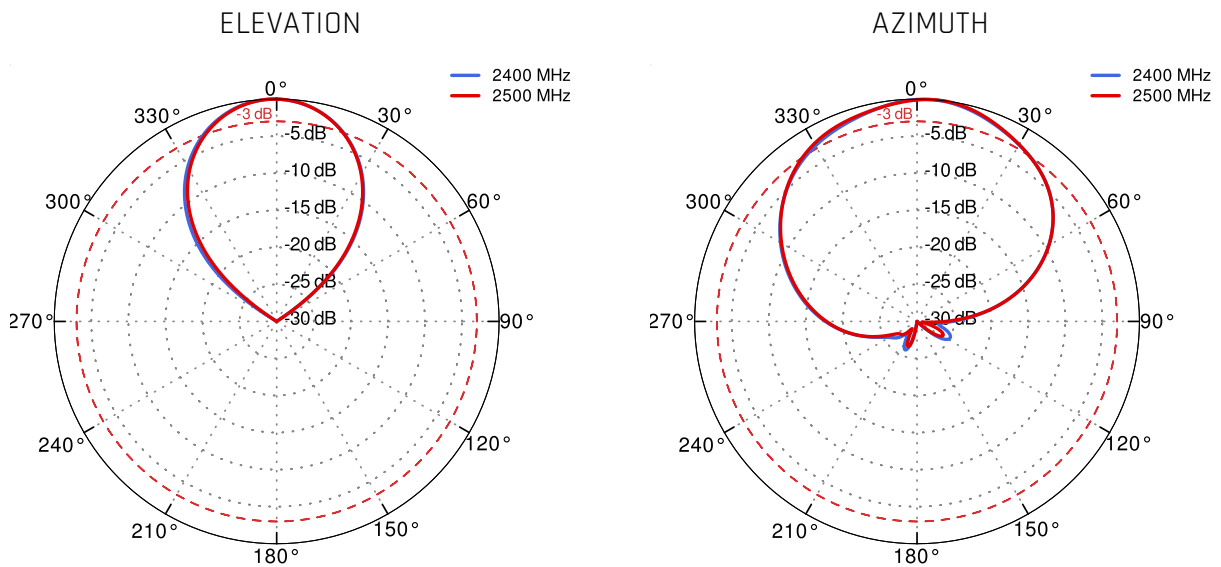 ELEVATION
2400 MHz
2500 MHz
0°
330°
-3 dB
30°
-5 dB
-10 dB
300°
60°
-15 dB
-20 dB
-25 dB
270°
-30 dB
90°
240°
120°
210°
150°
180°
AZIMUTH
2400 MHz
2500 MHz
0°
330°
-3 dB
30°
-5 dB
-10 dB
300°
60°
-15 dB
-20 dB
-25 dB
270°
-30 dB
90°
240°
120°
210°
150°
180°